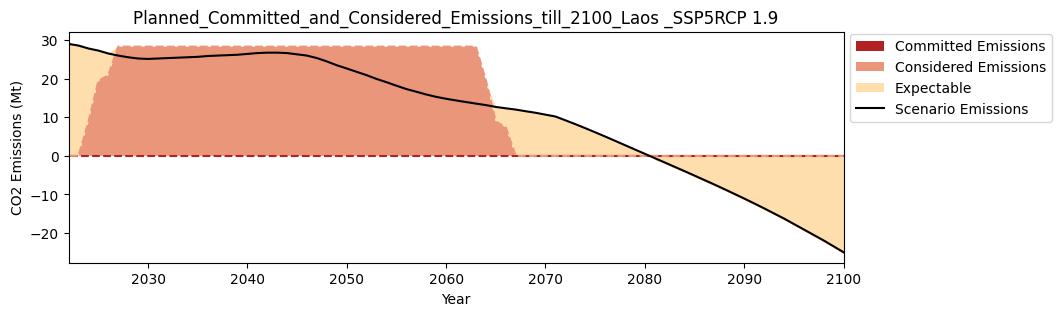 Planned_Committed_and_Considered_Emissions_till_2100_Laos _SSP5RCP 1.9
30
20
10
0
−10
−20
CO2 Emissions (Mt)
2030
2040
2050
2060
2070
2080
2090
2100
Year
Committed Emissions
Considered Emissions
Expectable
Scenario Emissions